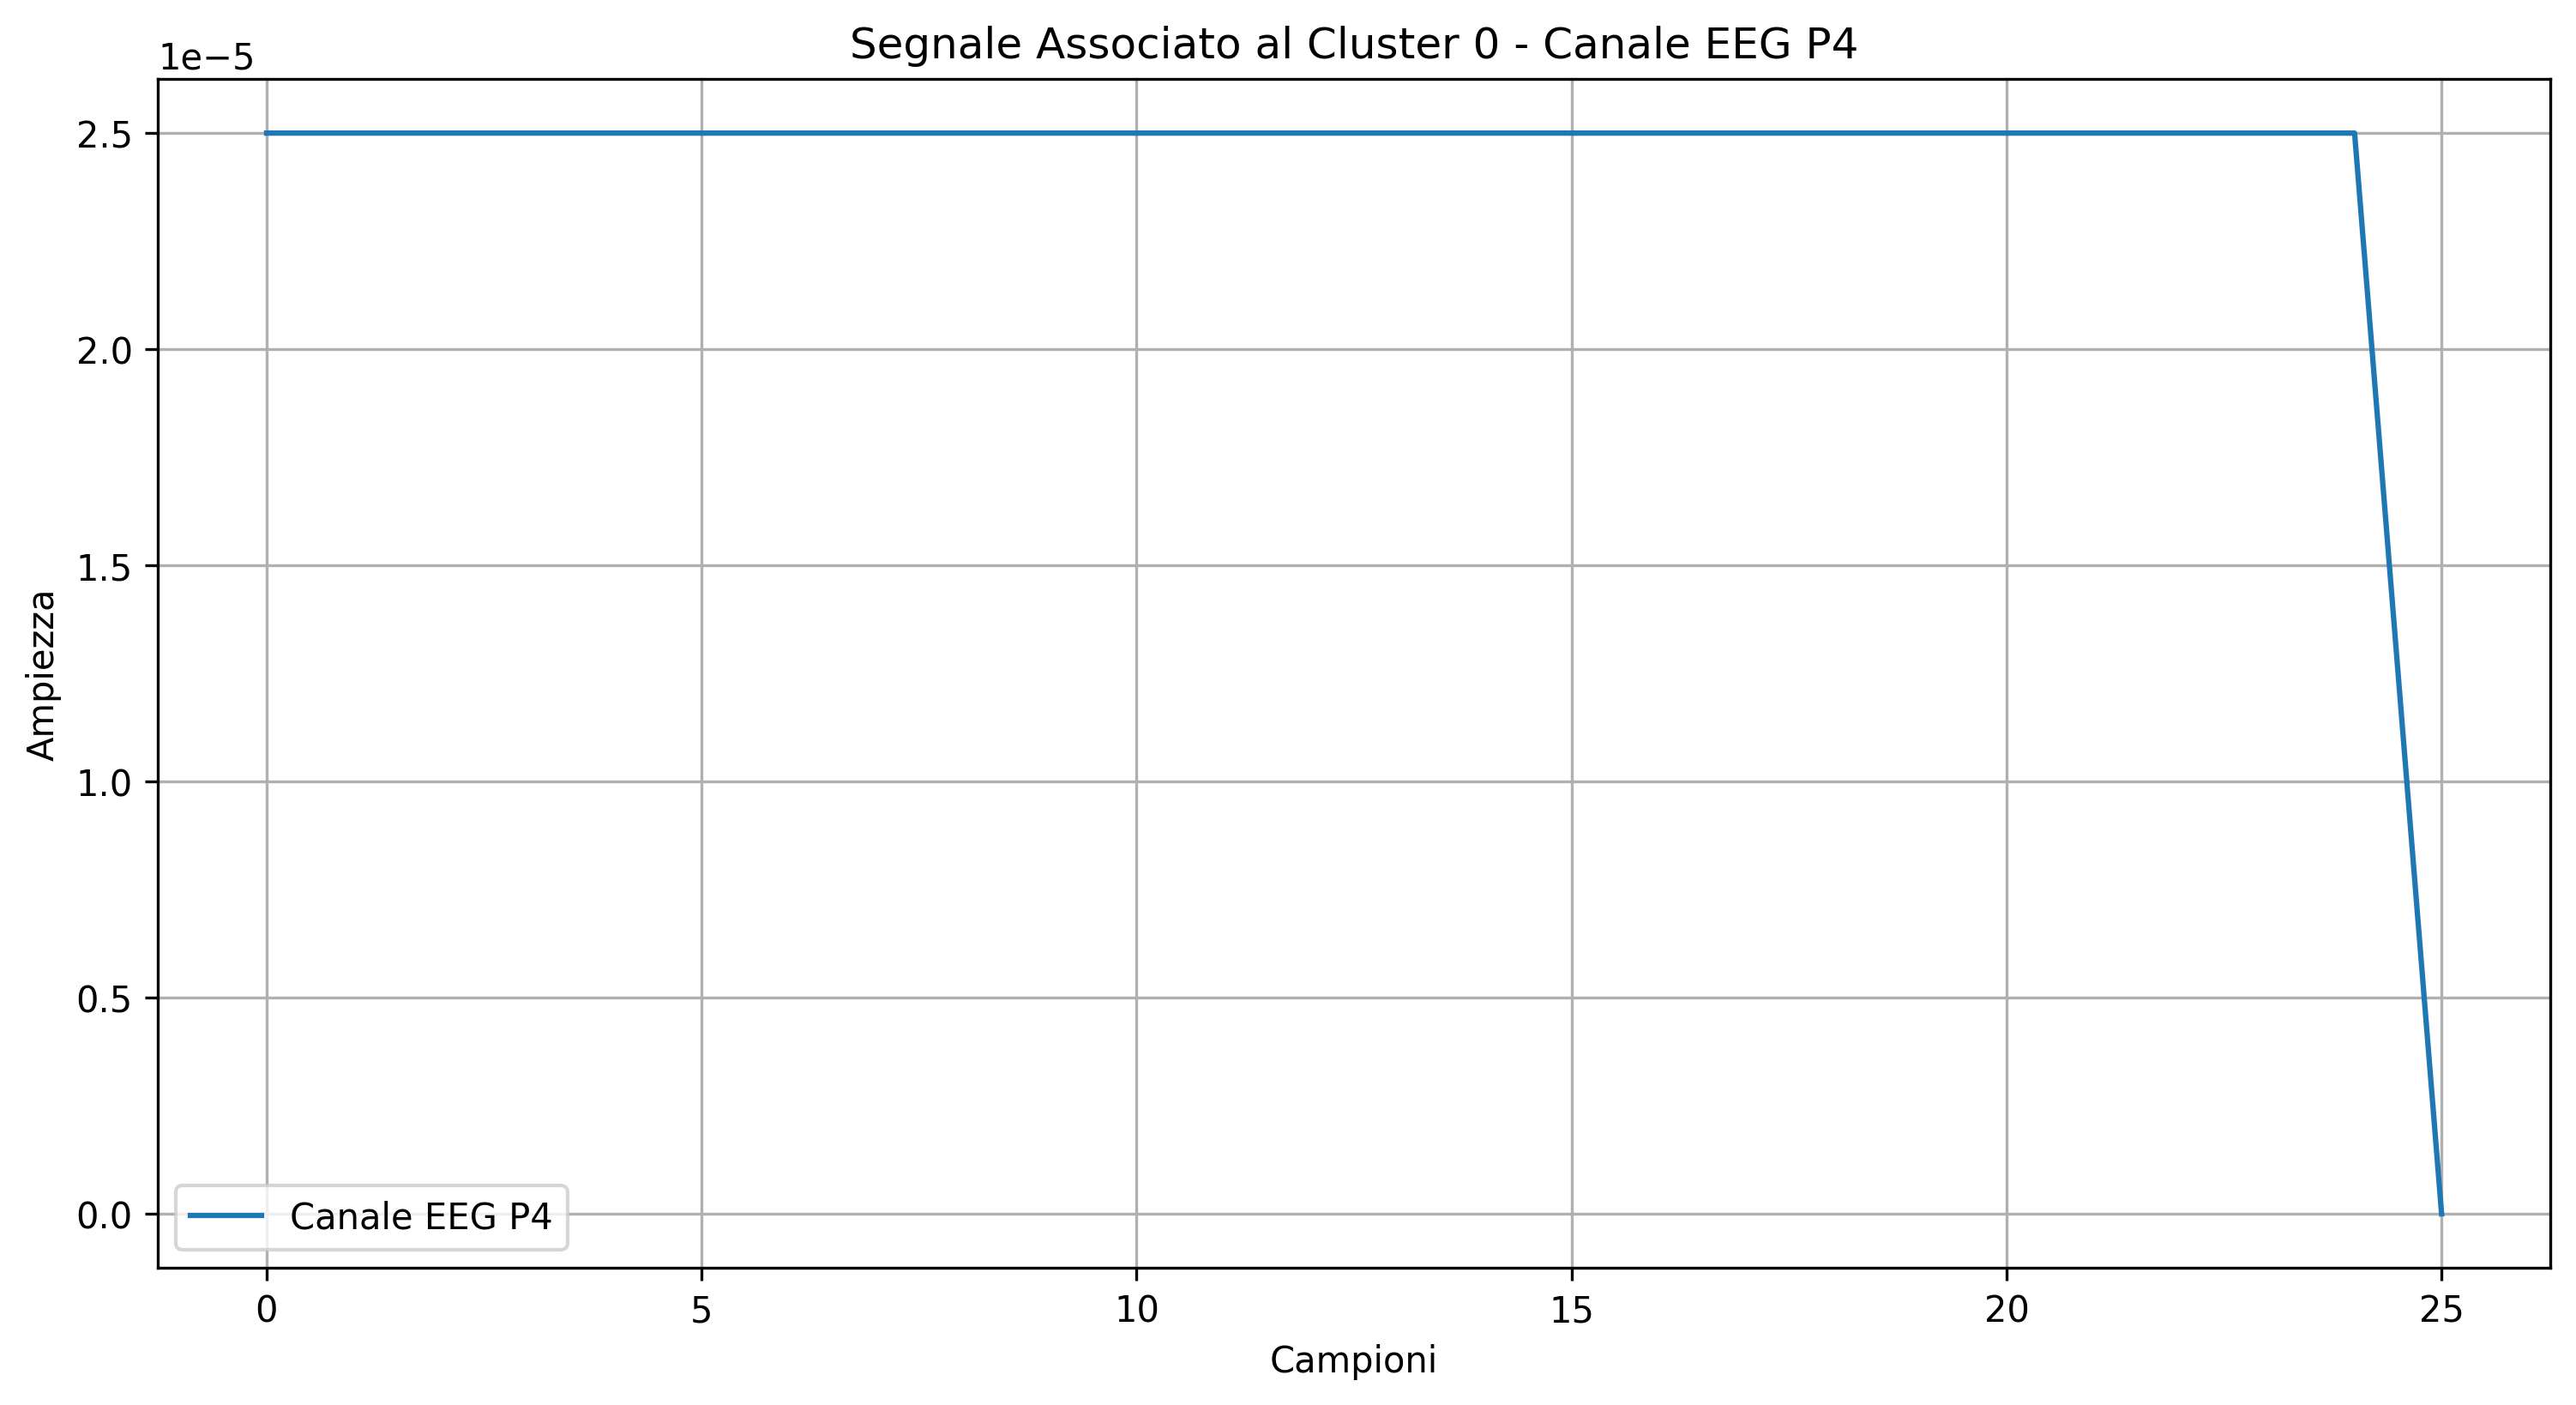 Segnale Associato al Cluster 0 - Canale EEG P4
1e−5
2.5
2.0
1.5
1.0
0.5
0.0
Ampiezza
Canale EEG P4
0 5 10 15 20 25
Campioni